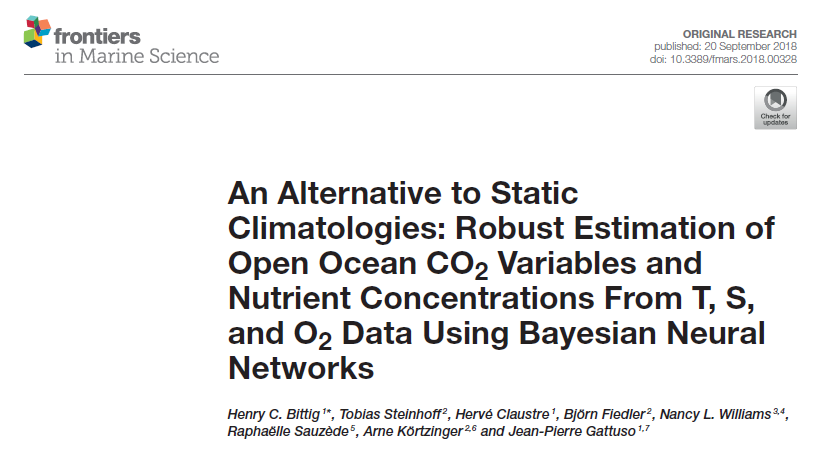 frontiers
in Marine Science
ORIGINAL RESEARCH
published: 20 September 2018
doi: 10.3389/fmars.2018.00328
Check for
updates
An Alternative to Static
Climatologies: Robust Estimation of
Open Ocean CO2 Variables and
Nutrient Concentrations From T, S,
and O2 Data Using Bayesian Neural
Networks
Henry C. Bittig 1*, Tobias Steinhoff 2, Hervé Claustre 1, Björn Fiedler 2, Nancy L. Williams 3,4,
Raphaëlle Sauzède 5, Arne Körtzinger 2,6 and Jean-Pierre Gattuso 1,7